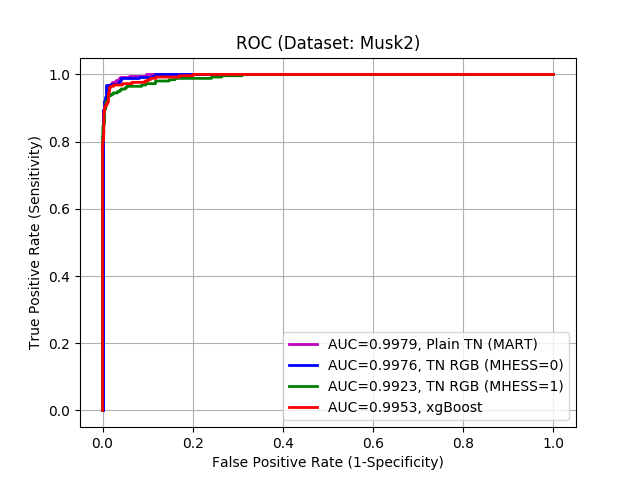 ROC (Dataset: Musk2)
1.0
0.8
0.6
0.4
0.2
0.0
True Positive Rate (Sensitivity)
AUC=0.9979, Plain TN (MART)
AUC=0.9976, TN RGB (MHESS=0)
AUC=0.9923, TN RGB (MHESS=1)
AUC=0.9953, xgBoost
0.0 0.2 0.4 0.6 0.8 1.0
False Positive Rate (1-Specificity)